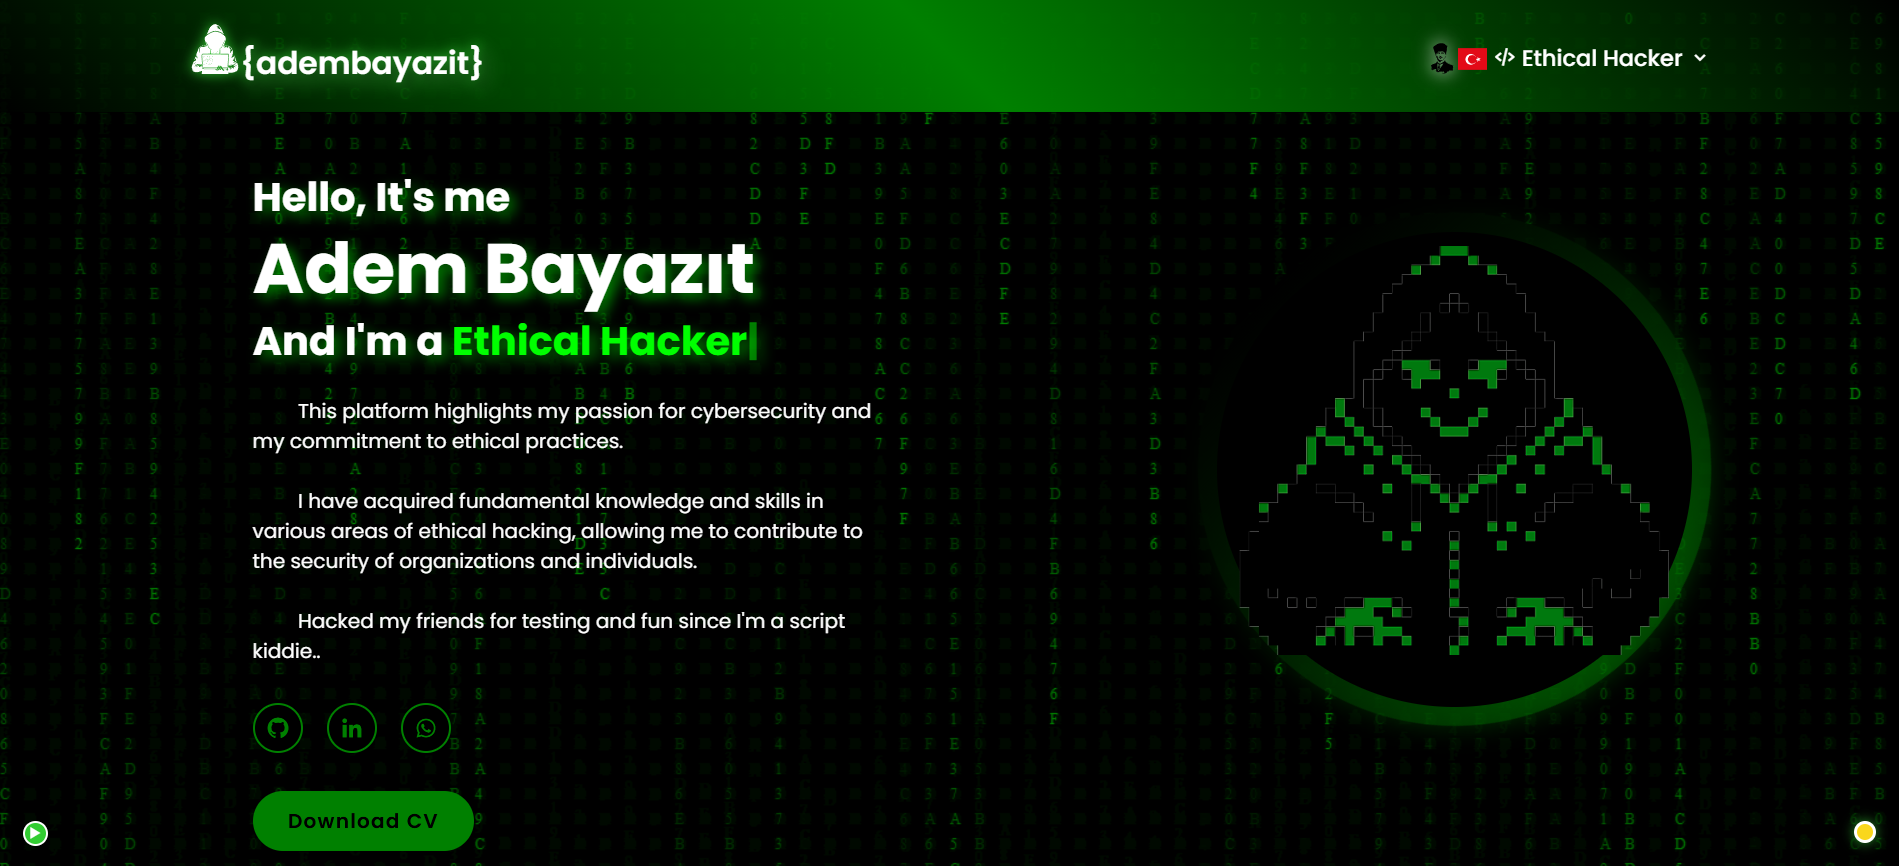 {adembayazit}
</> Ethical Hacker
Hello, It's me
Adem Bayazıt
And I'm a Ethical Hacker
This platform highlights my passion for cybersecurity and
my commitment to ethical practices.
I have acquired fundamental knowledge and skills in
various areas of ethical hacking, allowing me to contribute to
the security of organizations and individuals.
Hacked my friends for testing and fun since I'm a script
kiddie..
in
Download CV